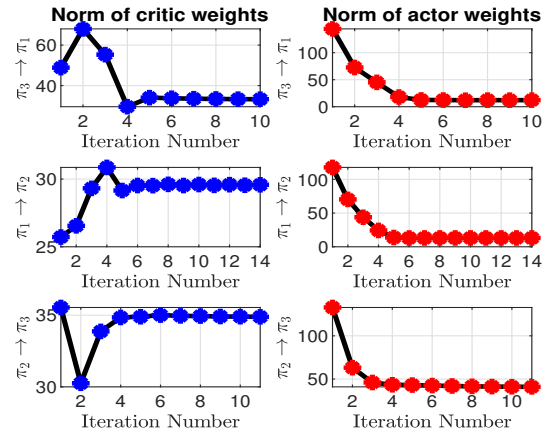 Norm of critic weights
Norm of actor weights
60
40
π₃ → π₁
2 4 6 8 10
Iteration Number
100
50
0
π₃ → π₁
2 4 6 8 10
Iteration Number
30
25
π₁ → π₂
2 4 6 8 10 12 14
Iteration Number
100
50
0
π₁ → π₂
2 4 6 8 10 12 14
Iteration Number
35
30
π₂ → π₃
2 4 6 8 10
Iteration Number
100
50
π₂ → π₃
2 4 6 8 10
Iteration Number